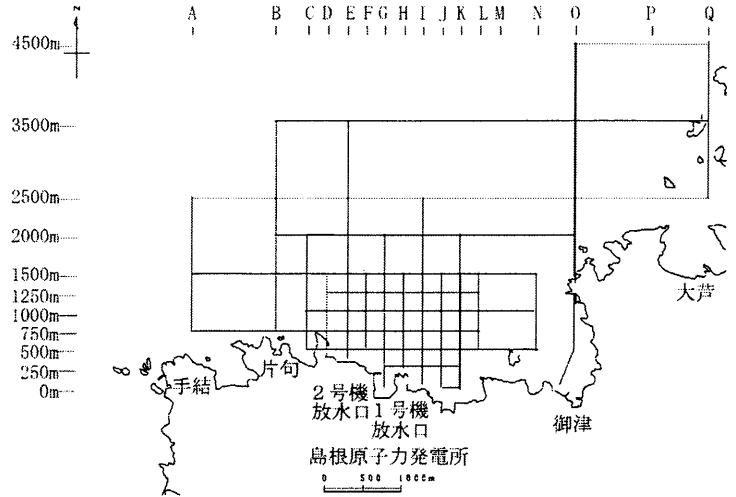 A B C D E F G H I J K L M N O P Q
N
4500m
3500m
2500m
2000m
1500m
1250m
1000m
750m
500m
250m
0m
大芦
片句
手結
2号機
放水口
1号機
放水口
御津
島根原子力発電所
0 500 1000m